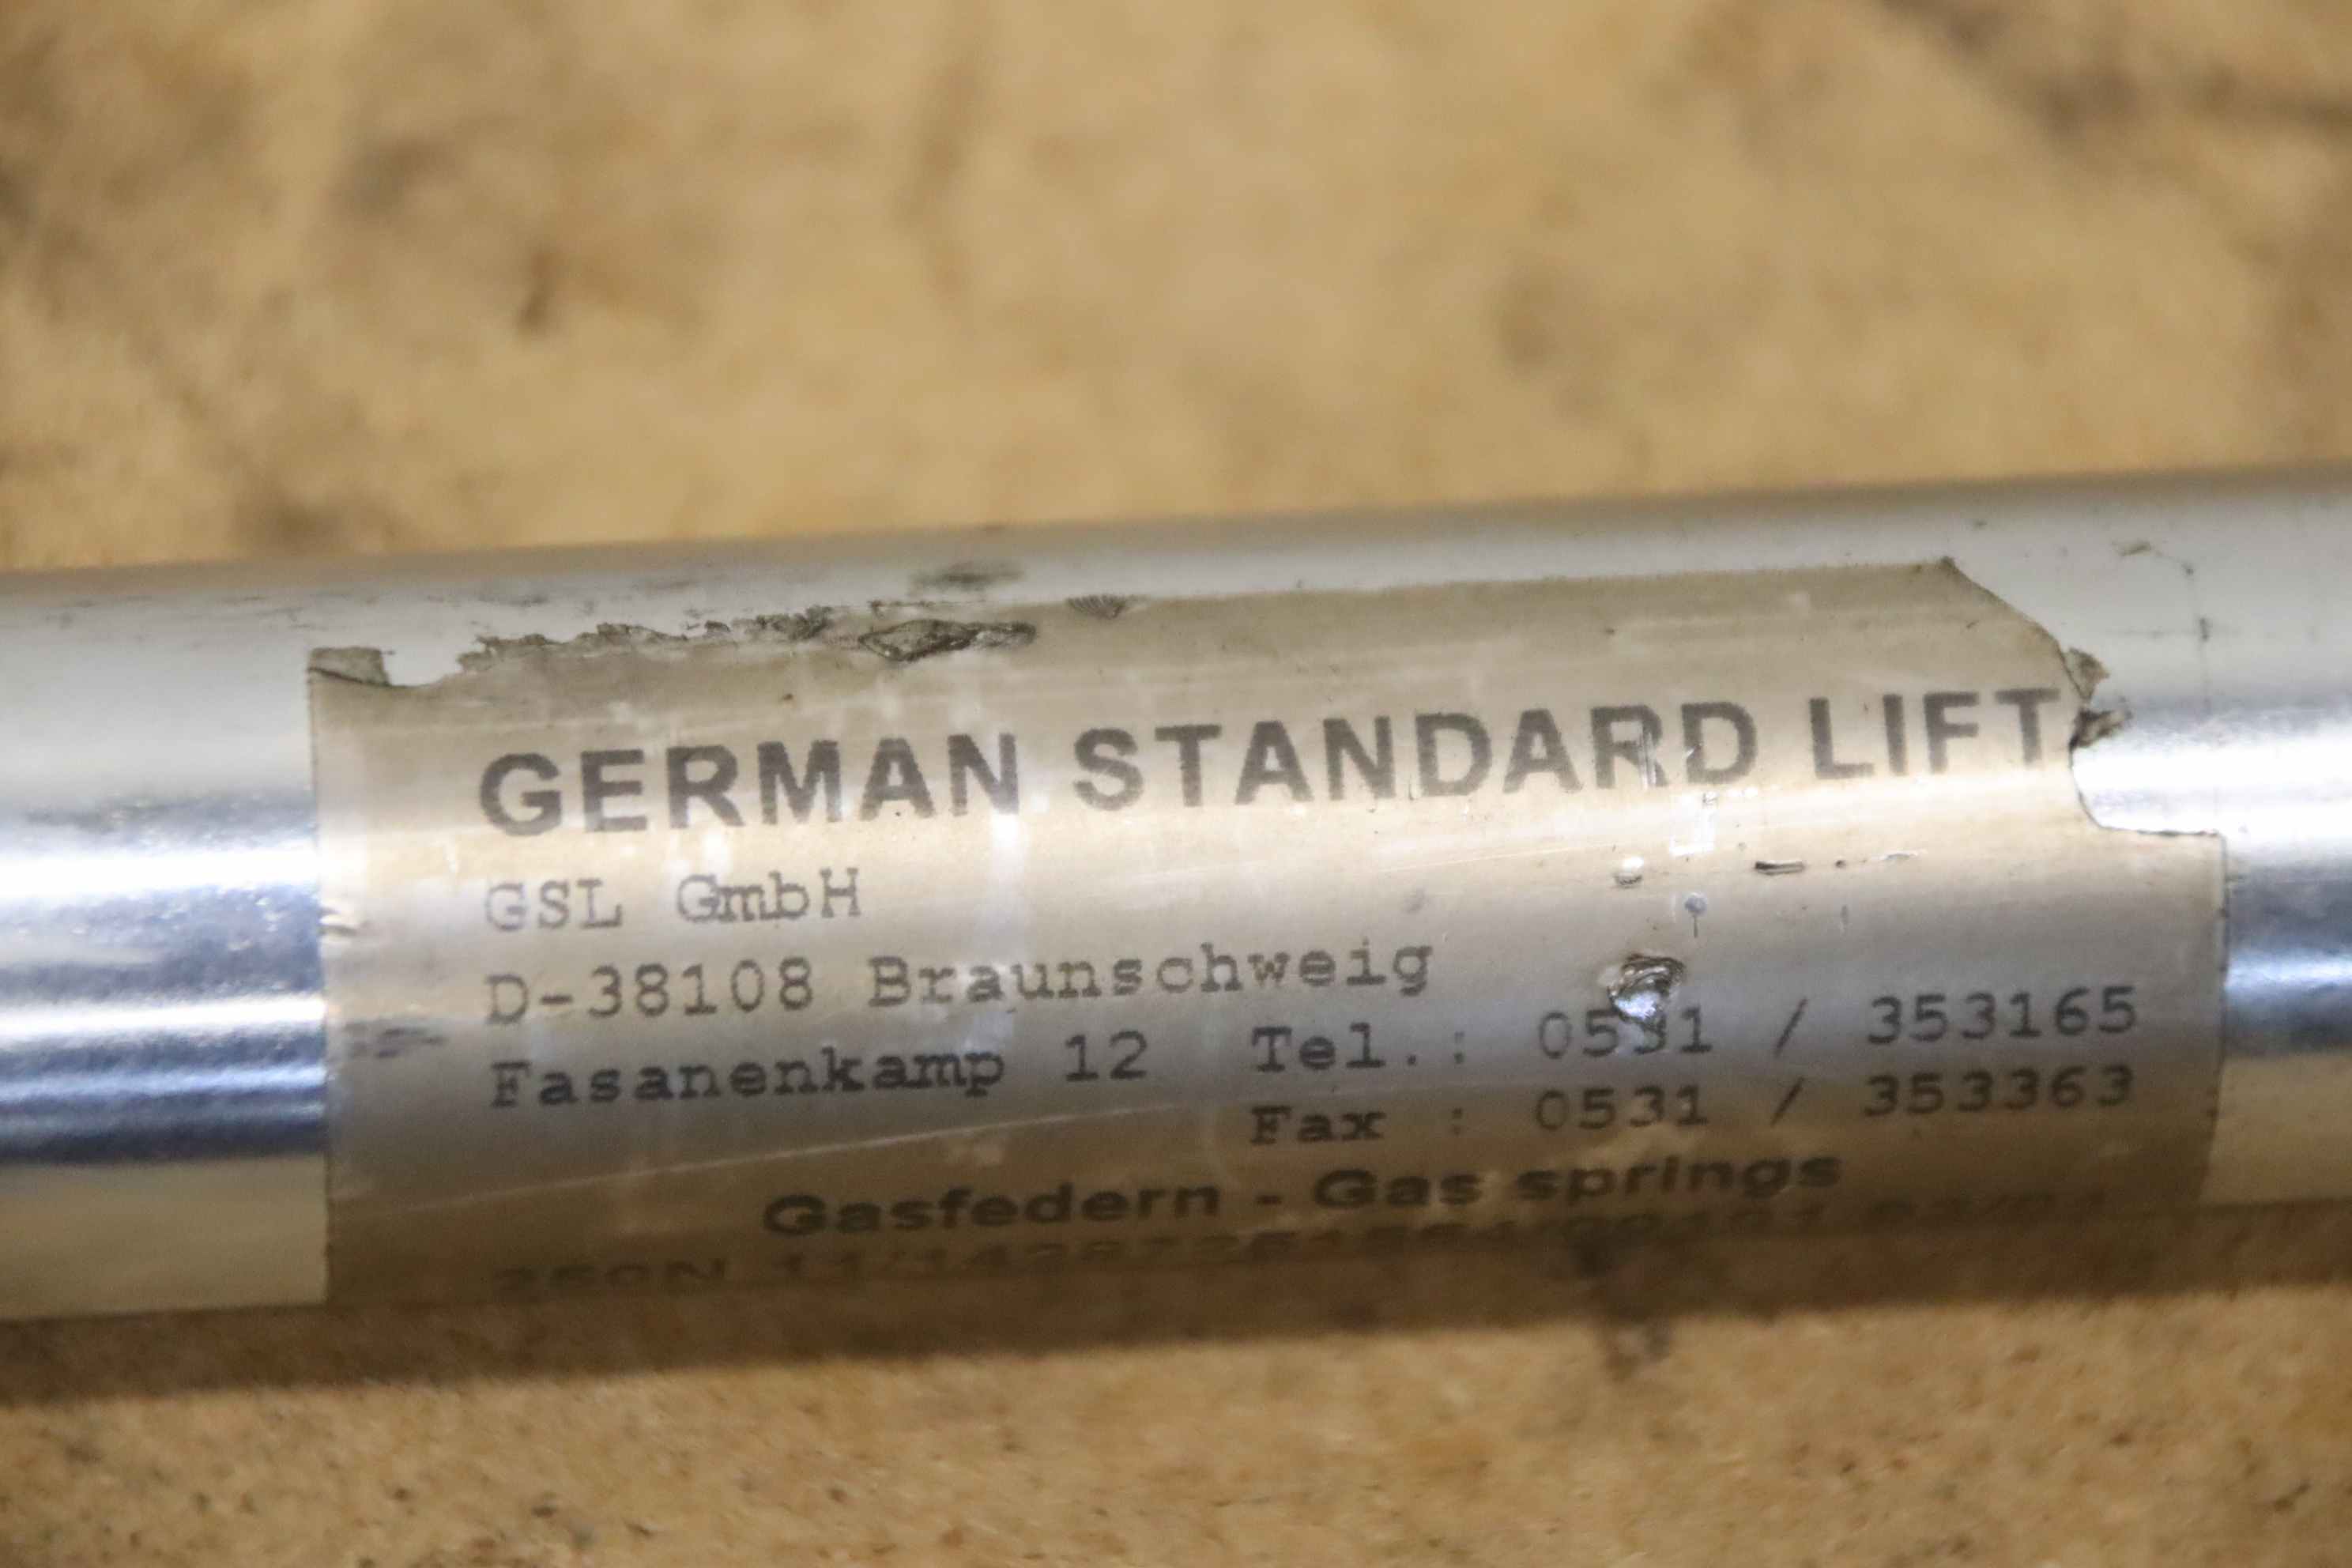 GERMAN STANDARD LIFT
GSL GmbH
D-38108 Braunschweig
Fasanenkamp 12 Tel.: 0531 / 353165
Fax : 0531 / 353363
Gasfedern - Gas springs